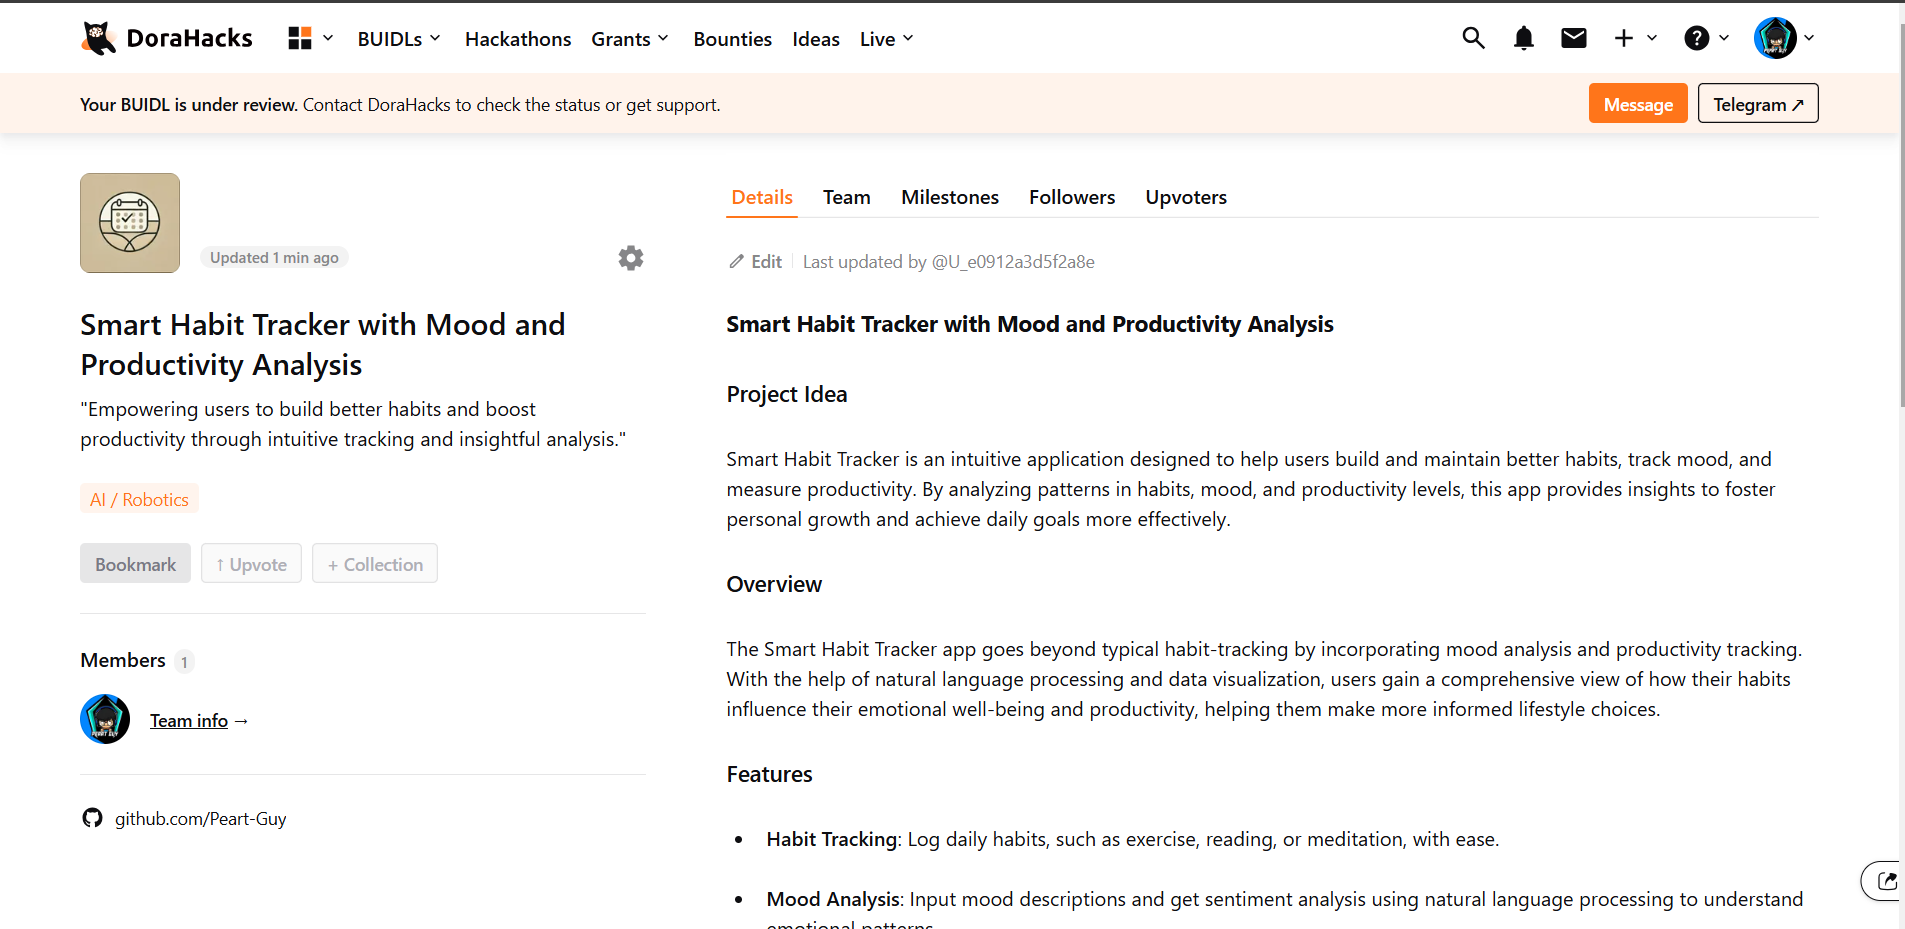 DoraHacks
BUIDLs
Hackathons
Grants
Bounties
Ideas
Live
Your BUIDL is under review. Contact DoraHacks to check the status or get support.
Message
Telegram ↗
Updated 1 min ago
Smart Habit Tracker with Mood and
Productivity Analysis
"Empowering users to build better habits and boost
productivity through intuitive tracking and insightful analysis."
AI / Robotics
Bookmark
↑ Upvote
+ Collection
Members 1
Team info →
github.com/Peart-Guy
Details
Team
Milestones
Followers
Upvoters
Edit
Last updated by @U_e0912a3d5f2a8e
Smart Habit Tracker with Mood and Productivity Analysis
Project Idea
Smart Habit Tracker is an intuitive application designed to help users build and maintain better habits, track mood, and
measure productivity. By analyzing patterns in habits, mood, and productivity levels, this app provides insights to foster
personal growth and achieve daily goals more effectively.
Overview
The Smart Habit Tracker app goes beyond typical habit-tracking by incorporating mood analysis and productivity tracking.
With the help of natural language processing and data visualization, users gain a comprehensive view of how their habits
influence their emotional well-being and productivity, helping them make more informed lifestyle choices.
Features
• Habit Tracking: Log daily habits, such as exercise, reading, or meditation, with ease.
• Mood Analysis: Input mood descriptions and get sentiment analysis using natural language processing to understand
emotional patterns.